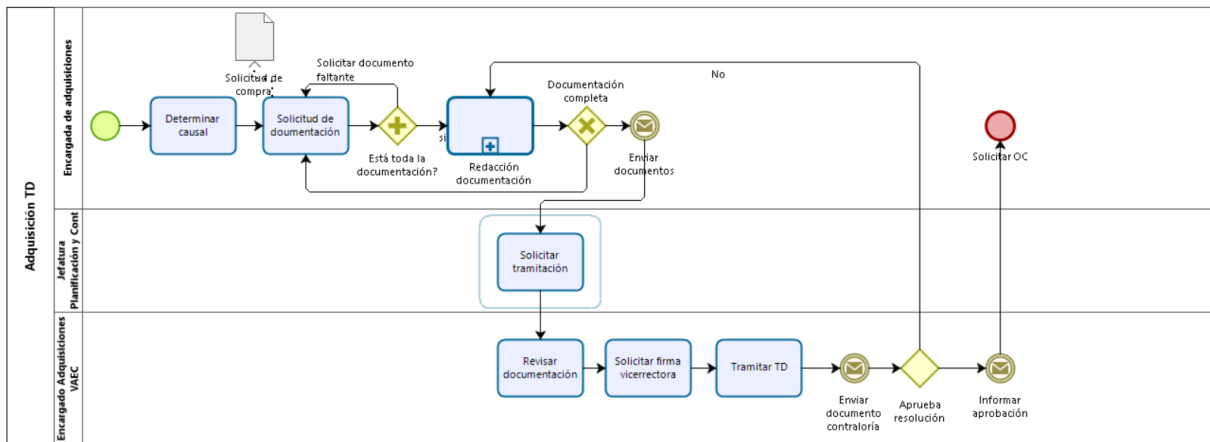 Adquisición TD
Encargada de adquisiciones
Solicitud de
compra
Determinar
causal
Solicitud de
doumentación
Solicitar documento
faltante
Está toda la
documentación?
si
Redacción
documentación
Documentación
completa
Enviar
documentos
No
Solicitar OC
Jefatura
Planificación y Cont
Solicitar
tramitación
Encargado Adquisiciones
VAEC
Revisar
documentación
Solicitar firma
vicerrectora
Tramitar TD
Enviar
documento
contraloría
Aprueba
resolución
Informar
aprobación